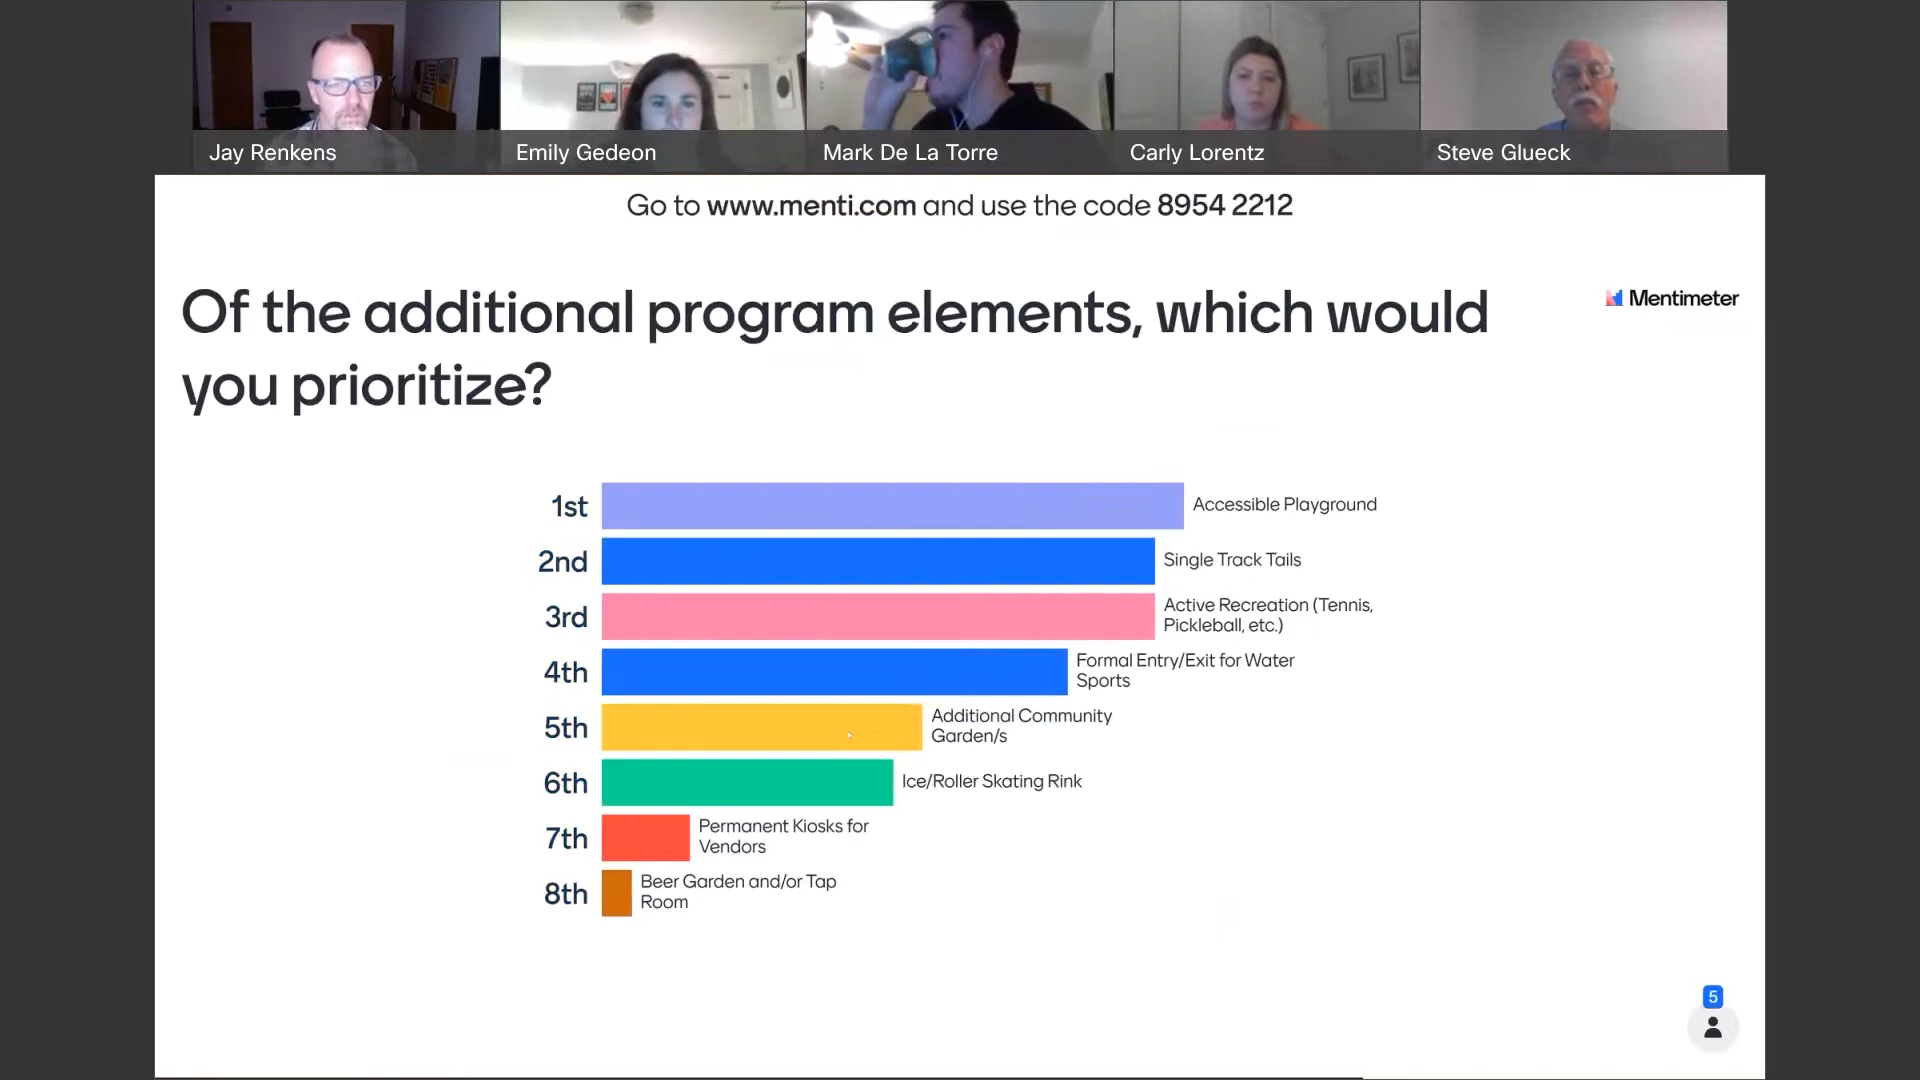 Jay Renkens
Emily Gedeon
Mark De La Torre
Carly Lorentz
Steve Glueck
Go to www.menti.com and use the code 8954 2212
Of the additional program elements, which would
you prioritize?
Mentimeter
1st
Accessible Playground
2nd
Single Track Tails
3rd
Active Recreation (Tennis,
Pickleball, etc.)
4th
Formal Entry/Exit for Water
Sports
5th
Additional Community
Garden/s
6th
Ice/Roller Skating Rink
7th
Permanent Kiosks for
Vendors
8th
Beer Garden and/or Tap
Room
5